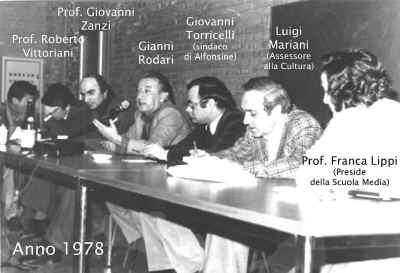 Prof. Roberto
Vittoriani
Prof. Giovanni
Zanzi
Gianni
Rodari
Giovanni
Torricelli
(sindaco
di Alfonsine)
Luigi
Mariani
(Assessore
alla Cultura)
Prof. Franca Lippi
(Preside
della Scuola Media)
Anno 1978